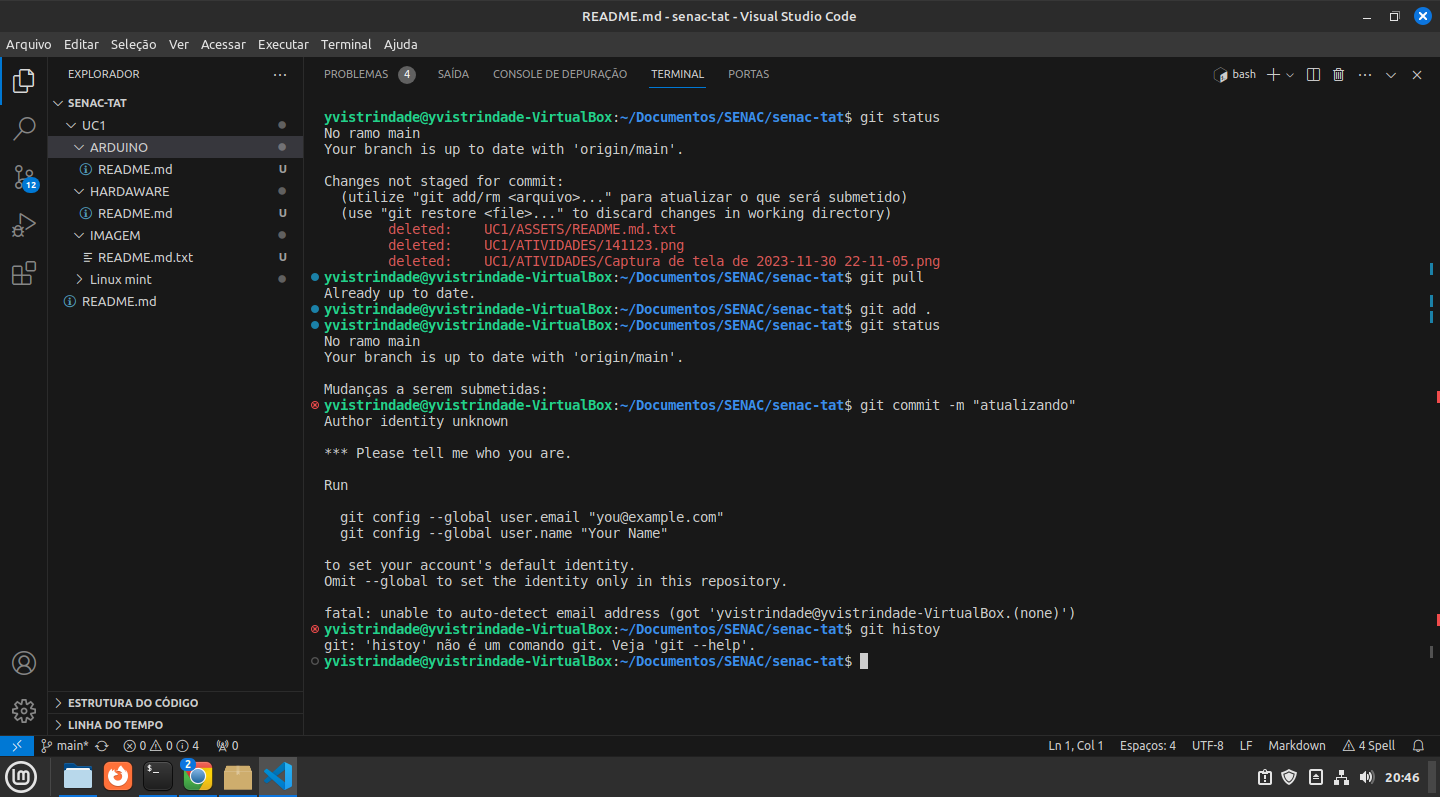 README.md - senac-tat - Visual Studio Code
Arquivo Editar Seleção Ver Acessar Executar Terminal Ajuda
EXPLORADOR
SENAC-TAT
UC1
ARDUINO
README.md U
HARDAWARE
README.md U
IMAGEM
README.md.txt U
Linux mint
README.md
12
ESTRUTURA DO CÓDIGO
LINHA DO TEMPO
PROBLEMAS 4 SAÍDA CONSOLE DE DEPURAÇÃO TERMINAL PORTAS bash
yvistrindade@yvistrindade-VirtualBox:~/Documentos/SENAC/senac-tat$ git status
No ramo main
Your branch is up to date with 'origin/main'.
Changes not staged for commit:
(utilize "git add/rm <arquivo>..." para atualizar o que será submetido)
(use "git restore <file>..." to discard changes in working directory)
deleted: UC1/ASSETS/README.md.txt
deleted: UC1/ATIVIDADES/141123.png
deleted: UC1/ATIVIDADES/Captura de tela de 2023-11-30 22-11-05.png
yvistrindade@yvistrindade-VirtualBox:~/Documentos/SENAC/senac-tat$ git pull
Already up to date.
yvistrindade@yvistrindade-VirtualBox:~/Documentos/SENAC/senac-tat$ git add .
yvistrindade@yvistrindade-VirtualBox:~/Documentos/SENAC/senac-tat$ git status
No ramo main
Your branch is up to date with 'origin/main'.
Mudanças a serem submetidas:
yvistrindade@yvistrindade-VirtualBox:~/Documentos/SENAC/senac-tat$ git commit -m "atualizando"
Author identity unknown
*** Please tell me who you are.
Run
git config --global user.email "you@example.com"
git config --global user.name "Your Name"
to set your account's default identity.
Omit --global to set the identity only in this repository.
fatal: unable to auto-detect email address (got 'yvistrindade@yvistrindade-VirtualBox.(none)')
yvistrindade@yvistrindade-VirtualBox:~/Documentos/SENAC/senac-tat$ git histoy
git: 'histoy' não é um comando git. Veja 'git --help'.
yvistrindade@yvistrindade-VirtualBox:~/Documentos/SENAC/senac-tat$
main* 0 0 4 0 Ln 1, Col 1 Espaços: 4 UTF-8 LF Markdown 4 Spell
2
20:46